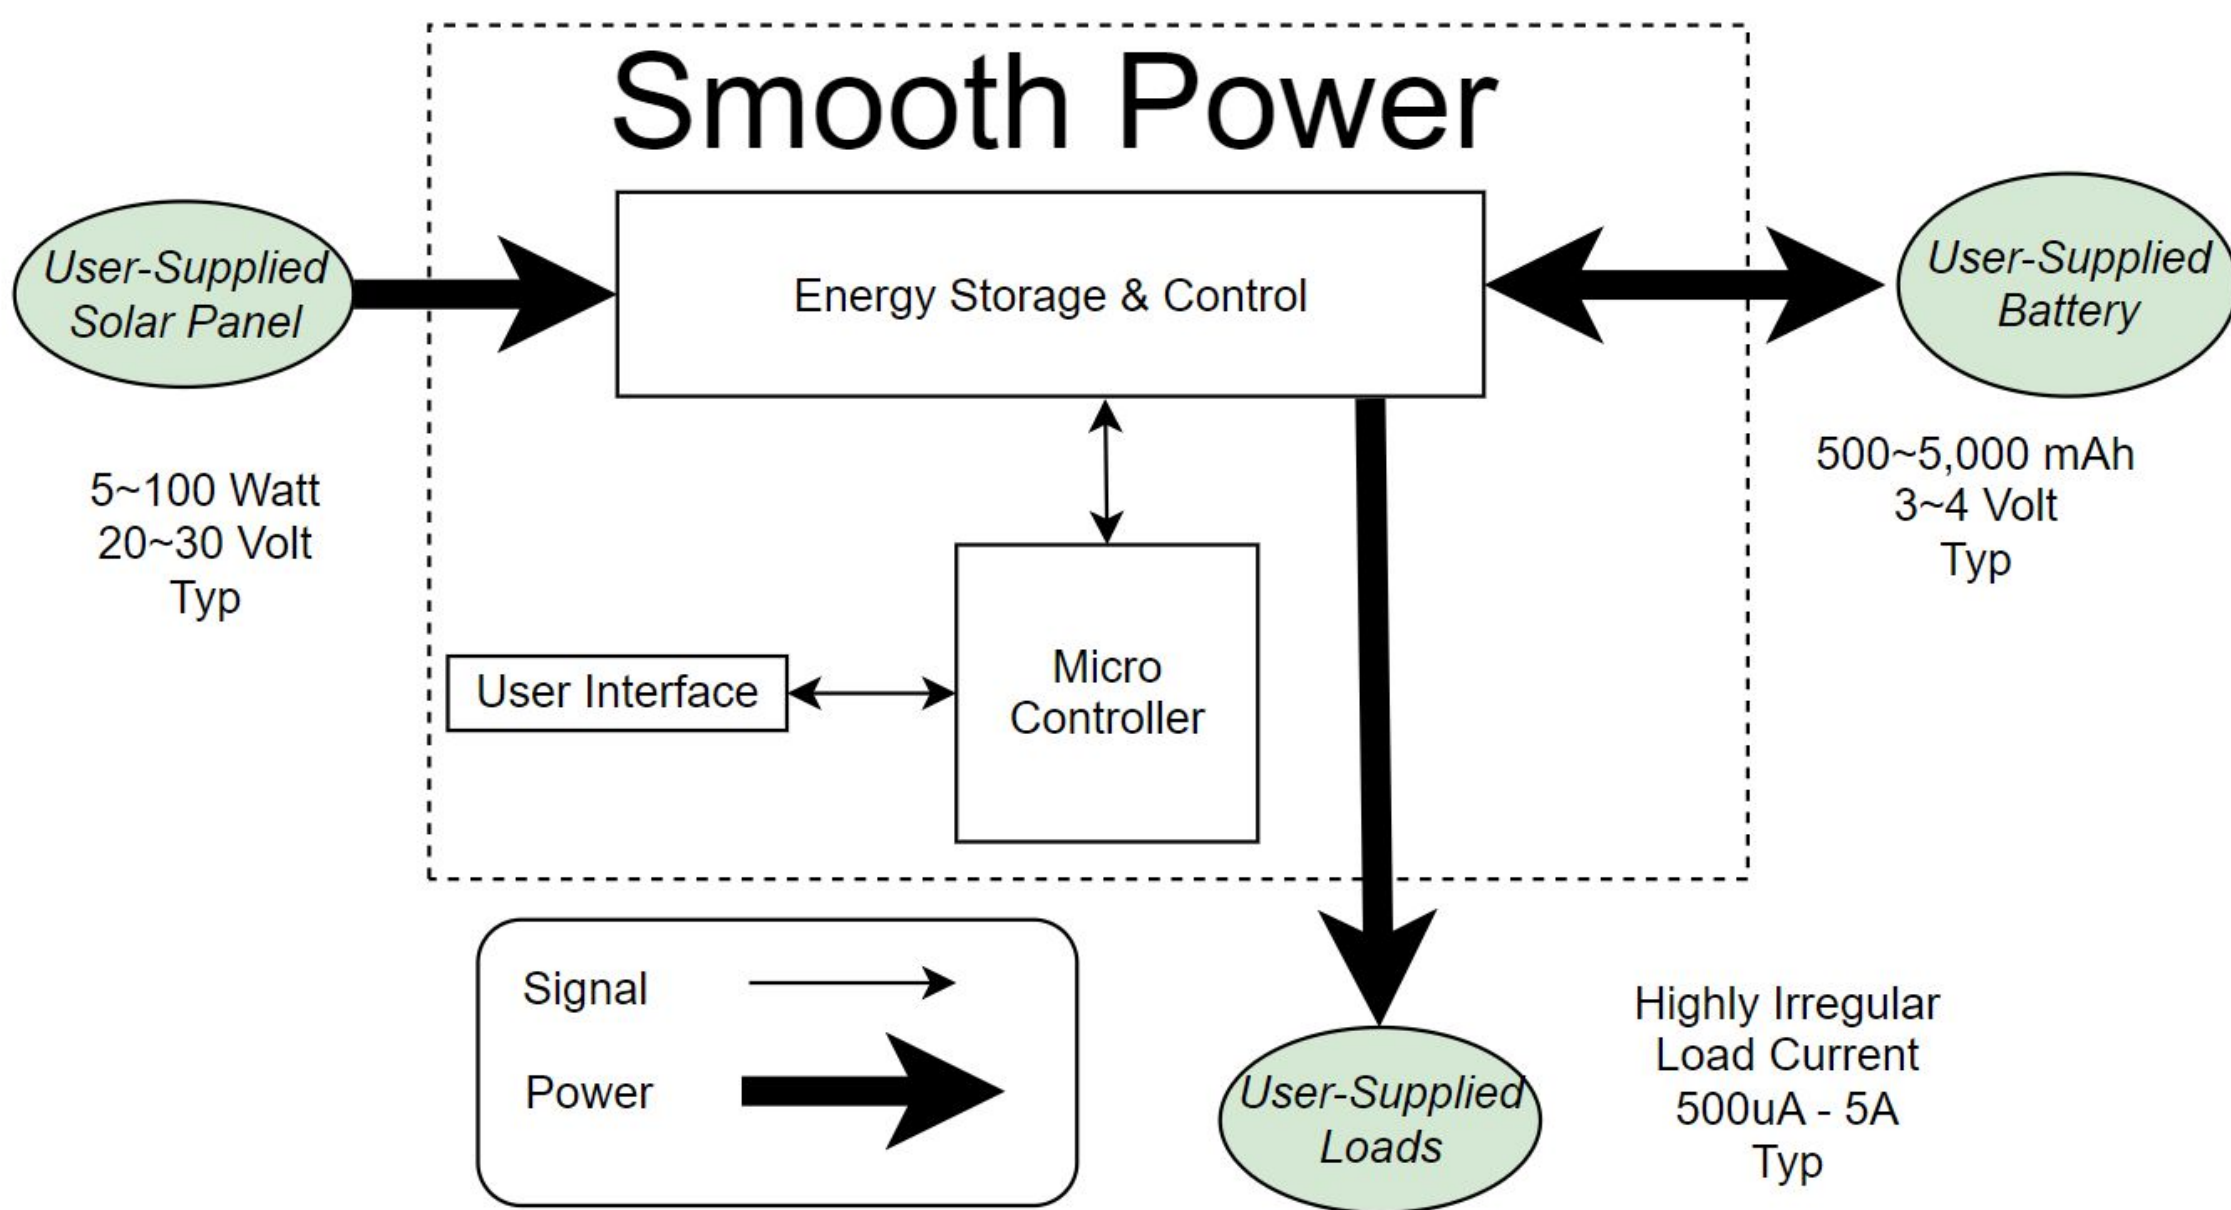 Smooth Power
User-Supplied
Solar Panel
Energy Storage & Control
User-Supplied
Battery
5~100 Watt
20~30 Volt
Typ
500~5,000 mAh
3~4 Volt
Typ
User Interface
Micro
Controller
Signal
Power
User-Supplied
Loads
Highly Irregular
Load Current
500uA - 5A
Typ